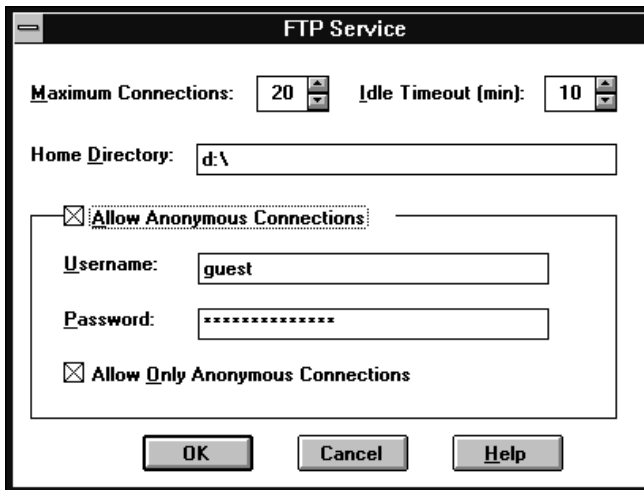 FTP Service
Maximum Connections: 20 Idle Timeout (min): 10
Home Directory: d:\
Allow Anonymous Connections
Username: guest
Password: **************
Allow Only Anonymous Connections
OK Cancel Help